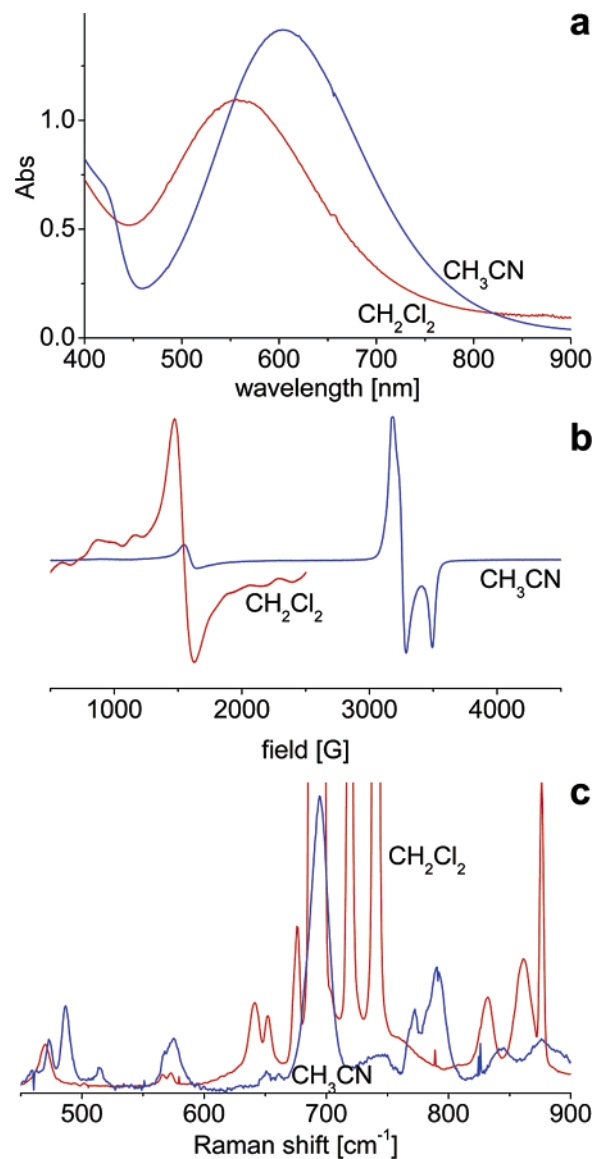 a
1.0
0.5
0.0
Abs
CH₃CN
CH₂Cl₂
400 500 600 700 800 900
wavelength [nm]
b
CH₂Cl₂
CH₃CN
1000 2000 3000 4000
field [G]
c
CH₂Cl₂
CH₃CN
500 600 700 800 900
Raman shift [cm⁻¹]